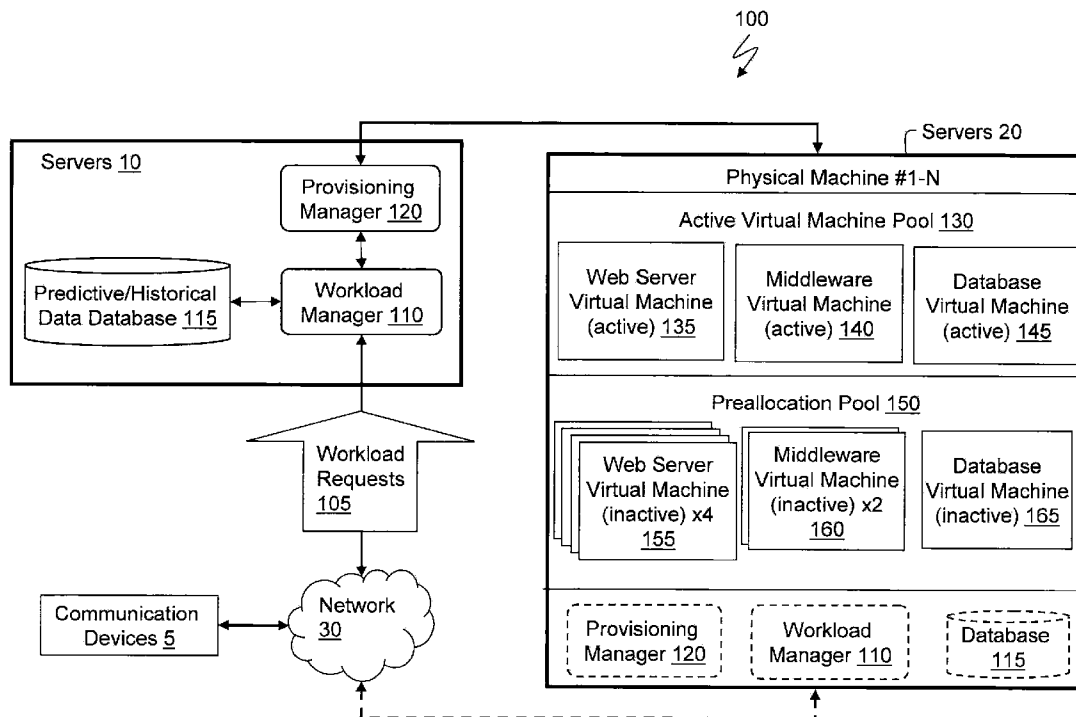 100
Servers 10
Provisioning
Manager 120
Predictive/Historical
Data Database 115
Workload
Manager 110
Workload
Requests
105
Communication
Devices 5
Network
30
Servers 20
Physical Machine #1-N
Active Virtual Machine Pool 130
Web Server
Virtual Machine
(active) 135
Middleware
Virtual Machine
(active) 140
Database
Virtual Machine
(active) 145
Preallocation Pool 150
Web Server
Virtual Machine
(inactive) x4
155
Middleware
Virtual Machine
(inactive) x2
160
Database
Virtual Machine
(inactive) 165
Provisioning
Manager 120
Workload
Manager 110
Database
115